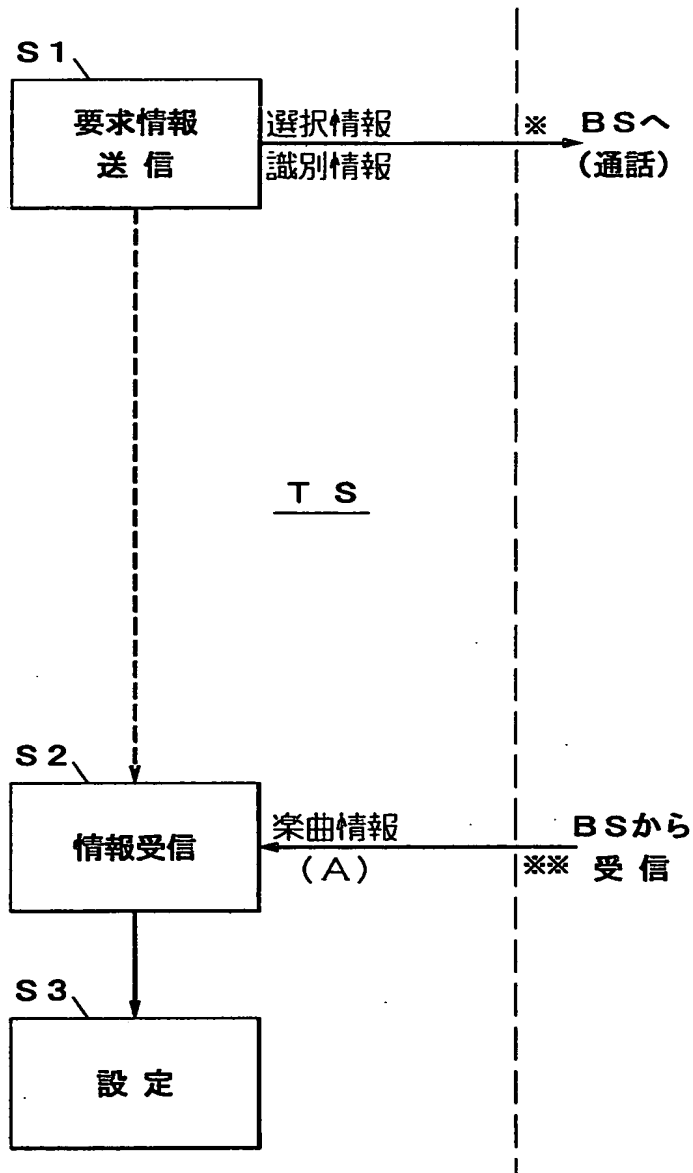 S1
要求情報
送信
選択情報
識別情報
※
BSへ
(通話)
TS
S2
情報受信
楽曲情報
(A)
※※
BSから
受信
S3
設定